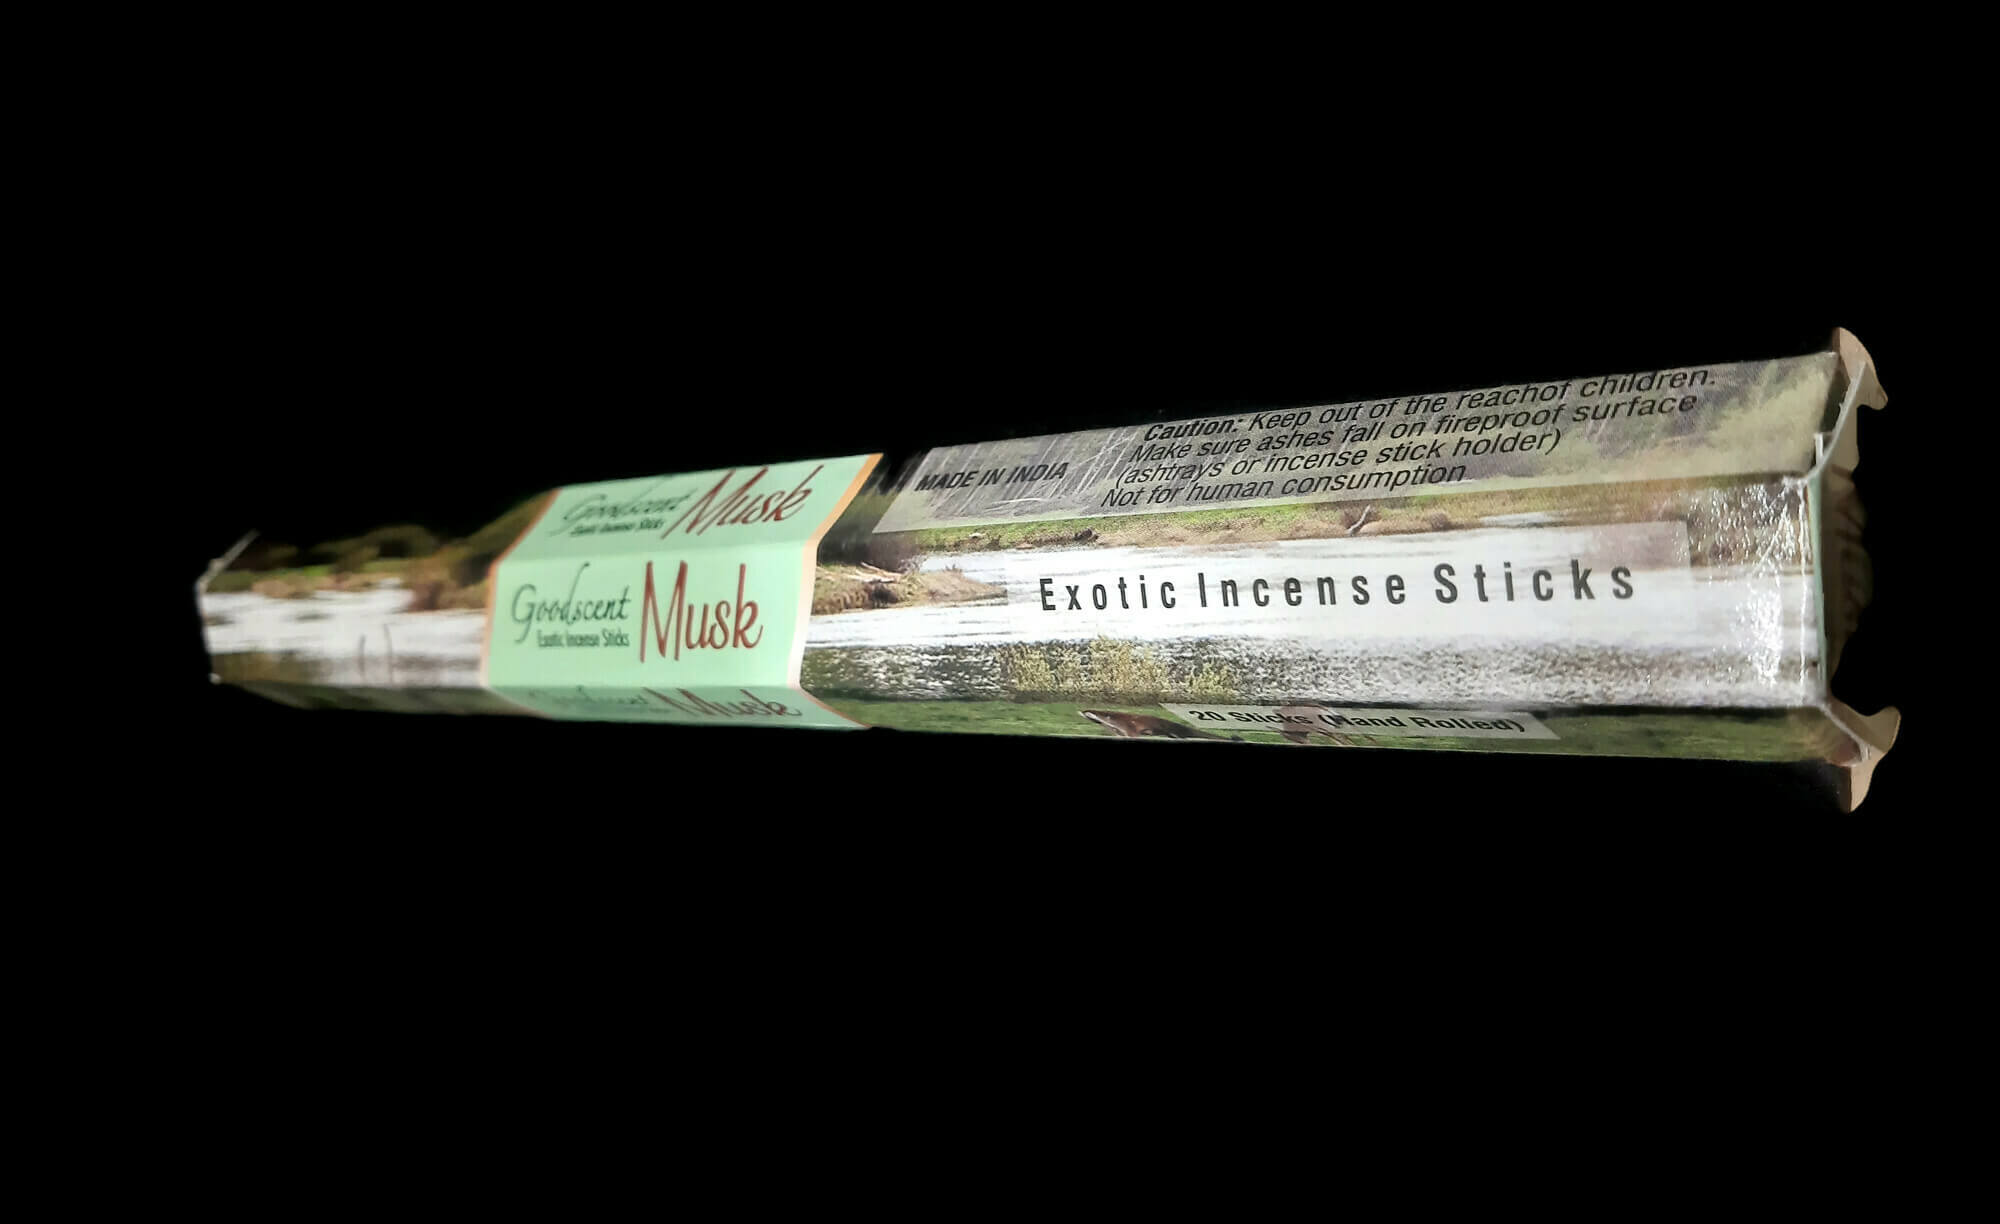 Goodscent
Exotic Incense Sticks
Musk
MADE IN INDIA
Caution: Keep out of the reachof children.
Make sure ashes fall on fireproof surface
(ashtrays or incense stick holder)
Not for human consumption
Goodscent
Exotic Incense Sticks
Musk
Exotic Incense Sticks
Musk
20 Sticks (Hand Rolled)